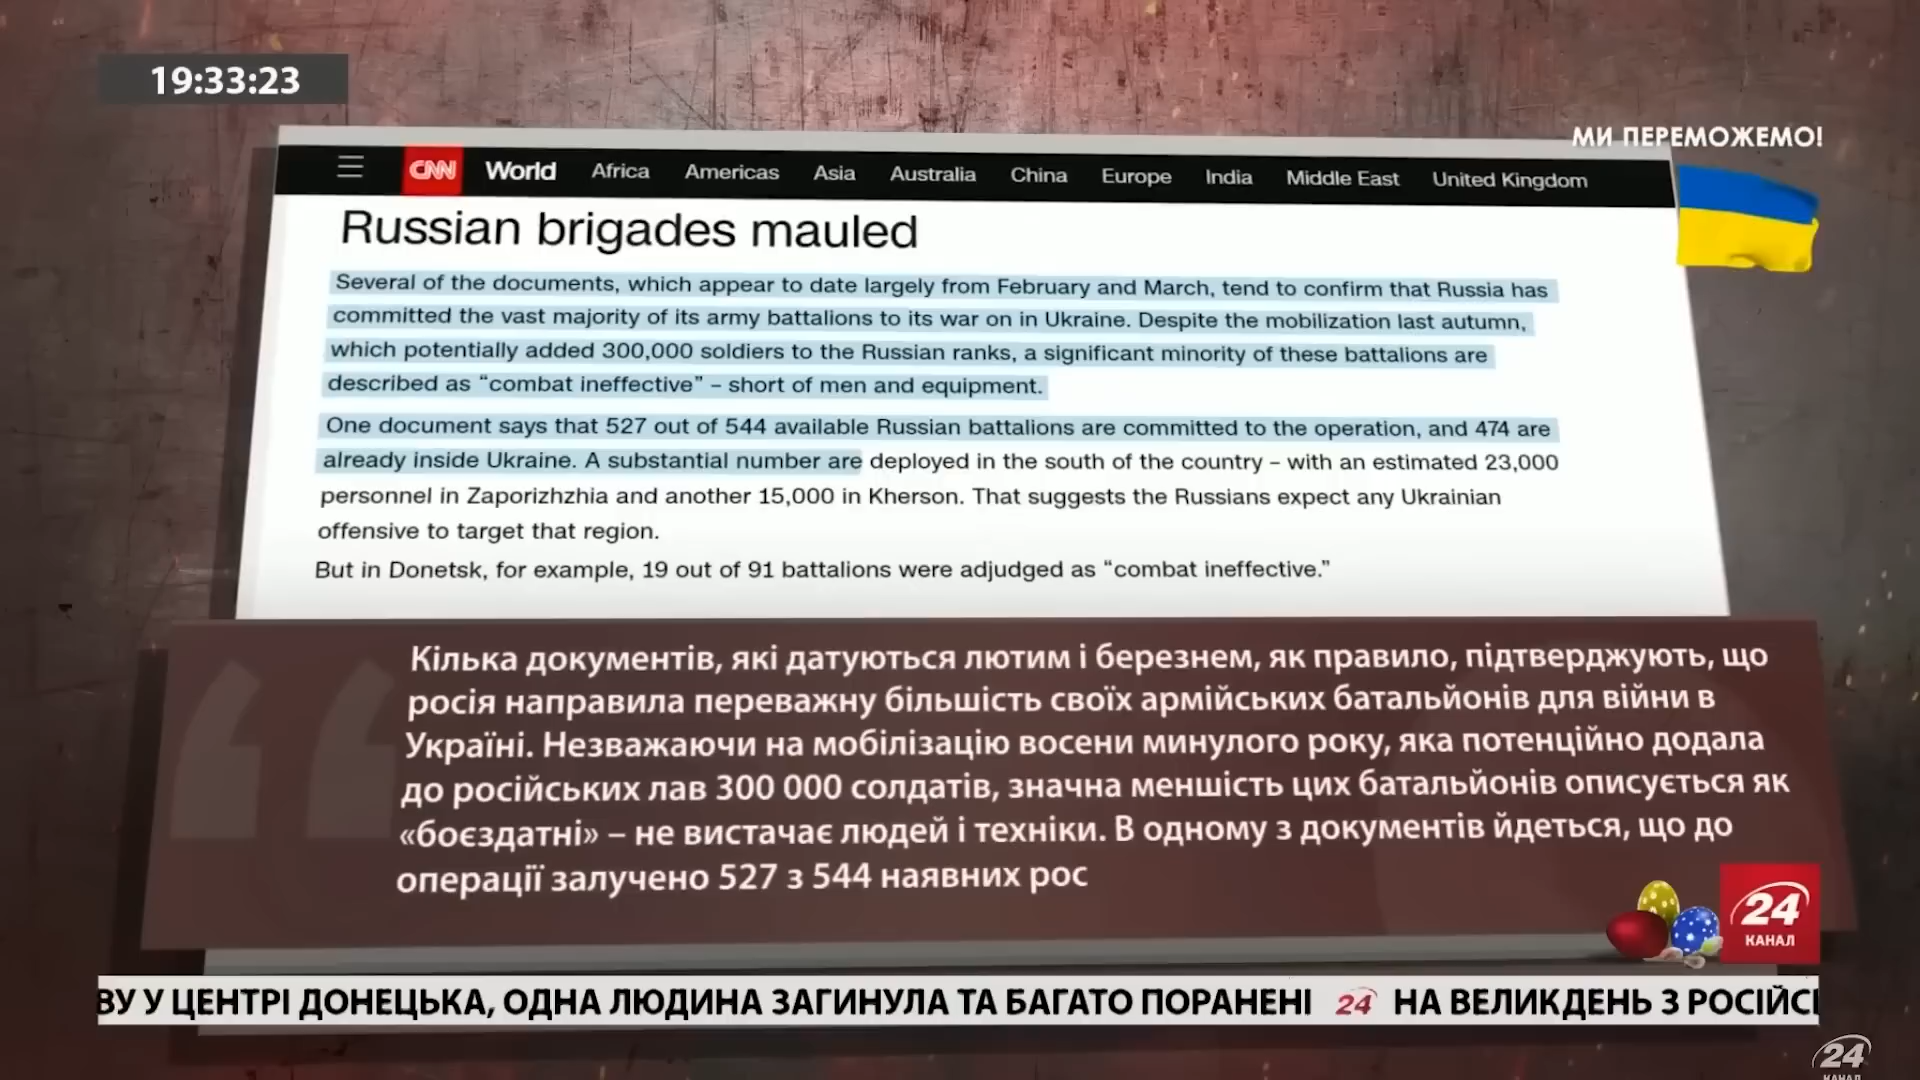 19:33:23
МИ ПЕРЕМОЖЕМО!
CNN World Africa Americas Asia Australia China Europe India Middle East United Kingdom
Russian brigades mauled
Several of the documents, which appear to date largely from February and March, tend to confirm that Russia has
committed the vast majority of its army battalions to its war on in Ukraine. Despite the mobilization last autumn,
which potentially added 300,000 soldiers to the Russian ranks, a significant minority of these battalions are
described as “combat ineffective” – short of men and equipment.
One document says that 527 out of 544 available Russian battalions are committed to the operation, and 474 are
already inside Ukraine. A substantial number are deployed in the south of the country – with an estimated 23,000
personnel in Zaporizhzhia and another 15,000 in Kherson. That suggests the Russians expect any Ukrainian
offensive to target that region.
But in Donetsk, for example, 19 out of 91 battalions were adjudged as “combat ineffective.”
Кілька документів, які датуються лютим і березнем, як правило, підтверджують, що
росія направила переважну більшість своїх армійських батальйонів для війни в
Україні. Незважаючи на мобілізацію восени минулого року, яка потенційно додала
до російських лав 300 000 солдатів, значна меншість цих батальйонів описується як
«боєздатні» – не вистачає людей і техніки. В одному з документів йдеться, що до
операції залучено 527 з 544 наявних рос
24
КАНАЛ
ВУ У ЦЕНТРІ ДОНЕЦЬКА, ОДНА ЛЮДИНА ЗАГИНУЛА ТА БАГАТО ПОРАНЕНІ 24 НА ВЕЛИКДЕНЬ З РОСІЙС
24
КАНАЛ